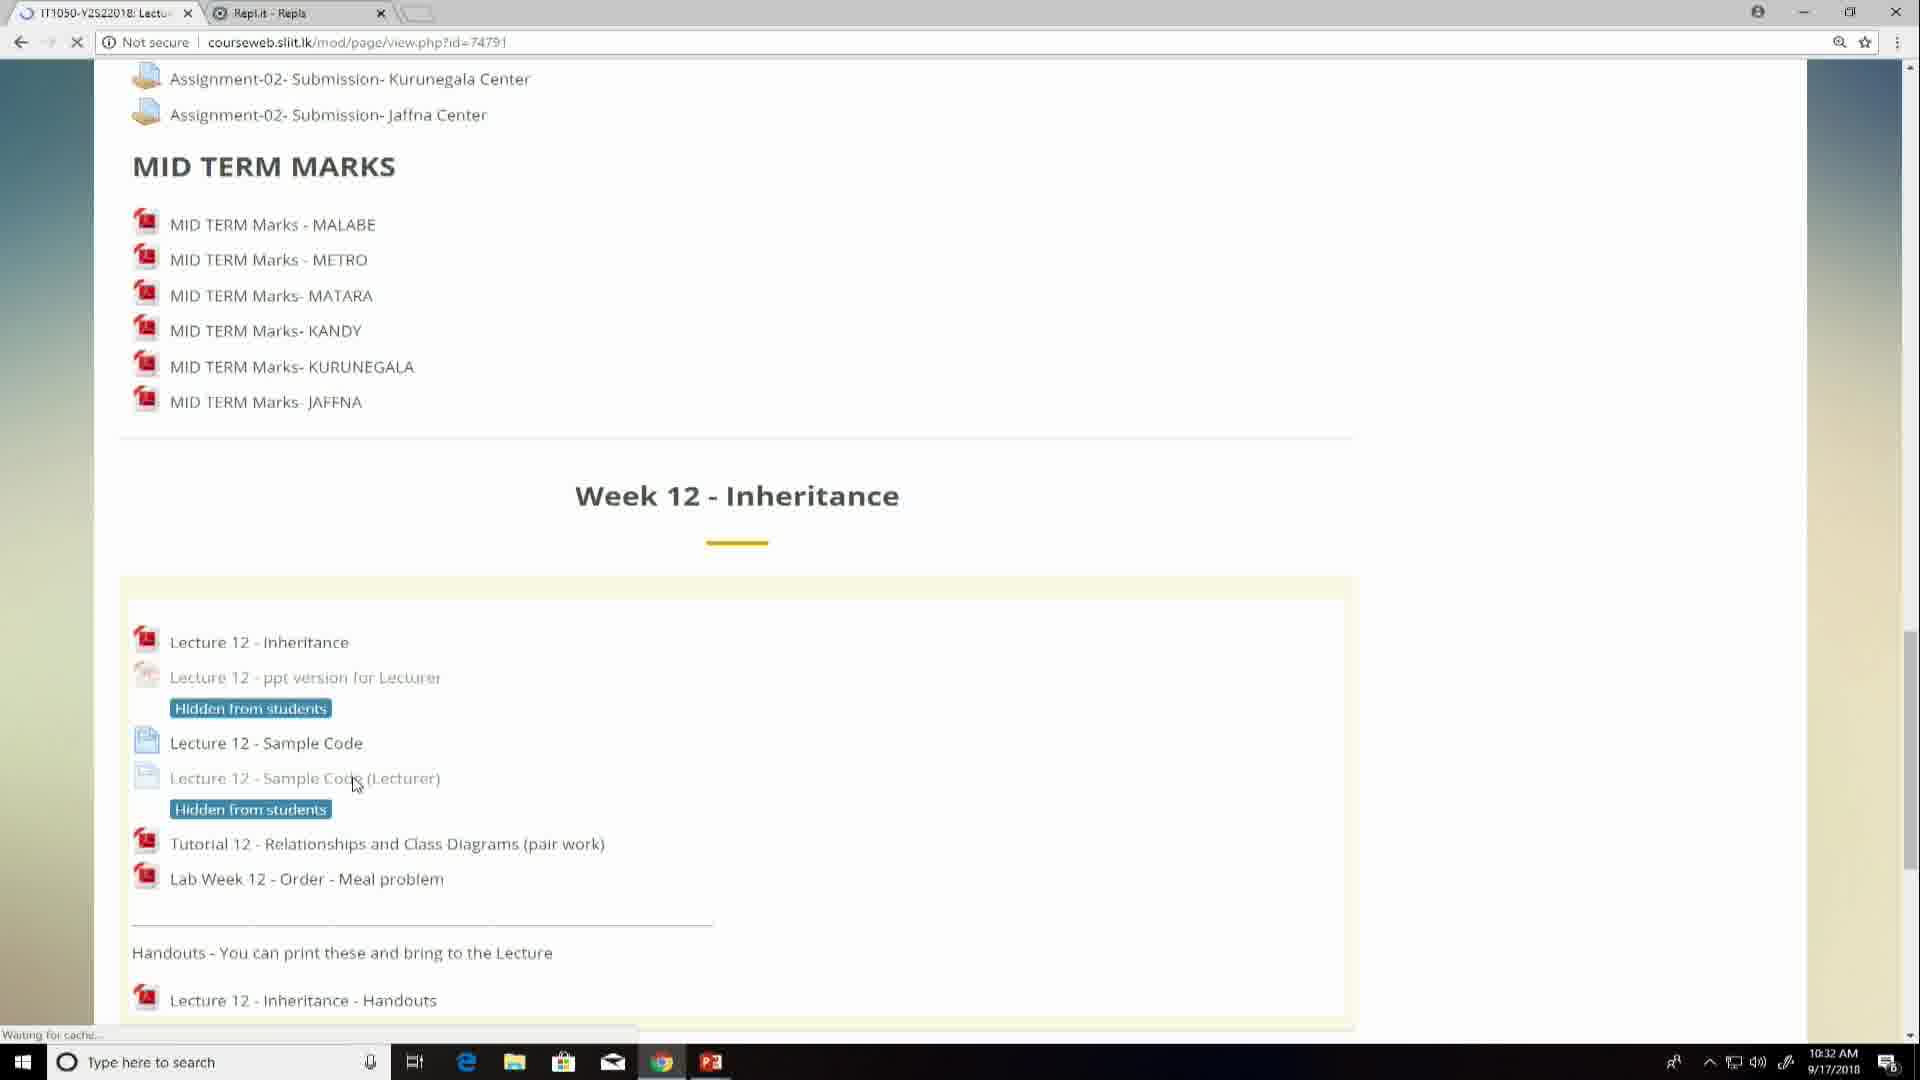 IT1050-Y2S22018: Lectu
Repl.it - Repls
Not secure
courseweb.sliit.lk/mod/page/view.php?id=74791
Assignment-02- Submission- Kurunegala Center
Assignment-02- Submission- Jaffna Center
MID TERM MARKS
MID TERM Marks - MALABE
MID TERM Marks - METRO
MID TERM Marks- MATARA
MID TERM Marks- KANDY
MID TERM Marks- KURUNEGALA
MID TERM Marks- JAFFNA
Week 12 - Inheritance
Lecture 12 - Inheritance
Lecture 12 - ppt version for Lecturer
Hidden from students
Lecture 12 - Sample Code
Lecture 12 - Sample Code (Lecturer)
Hidden from students
Tutorial 12 - Relationships and Class Diagrams (pair work)
Lab Week 12 - Order - Meal problem
Handouts - You can print these and bring to the Lecture
Lecture 12 - Inheritance - Handouts
Waiting for cache...
Type here to search
10:32 AM
9/17/2018